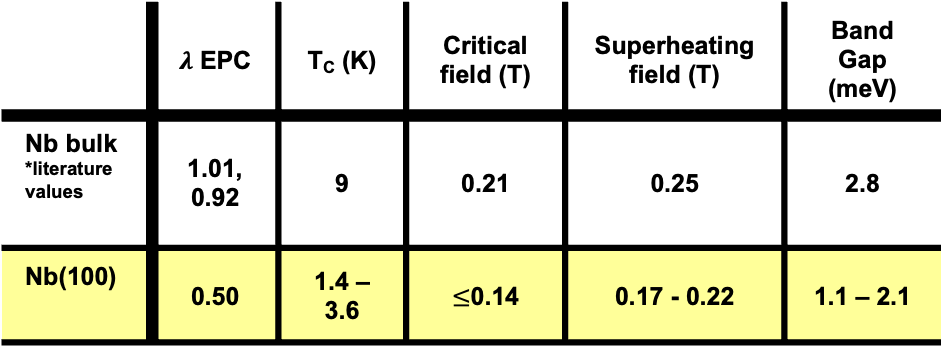 λ EPC
T_C (K)
Critical
field (T)
Superheating
field (T)
Band
Gap
(meV)
Nb bulk
*literature
values
1.01,
0.92
9
0.21
0.25
2.8
Nb(100)
0.50
1.4 –
3.6
≤0.14
0.17 - 0.22
1.1 – 2.1